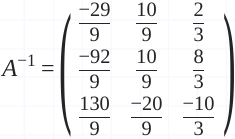 A⁻¹ = ( -29/9 10/9 2/3
-92/9 10/9 8/3
130/9 -20/9 -10/3 )